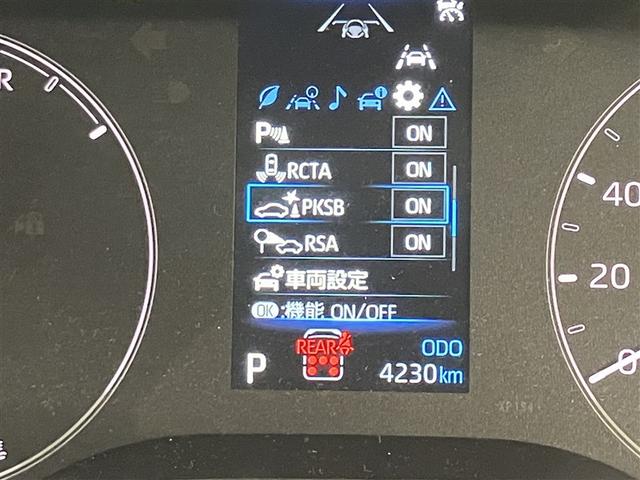 R
P ON
RCTA ON
PKSB ON
RSA ON
車両設定
OK :機能 ON/OFF
REAR
P
ODO
4230km
40
20
0